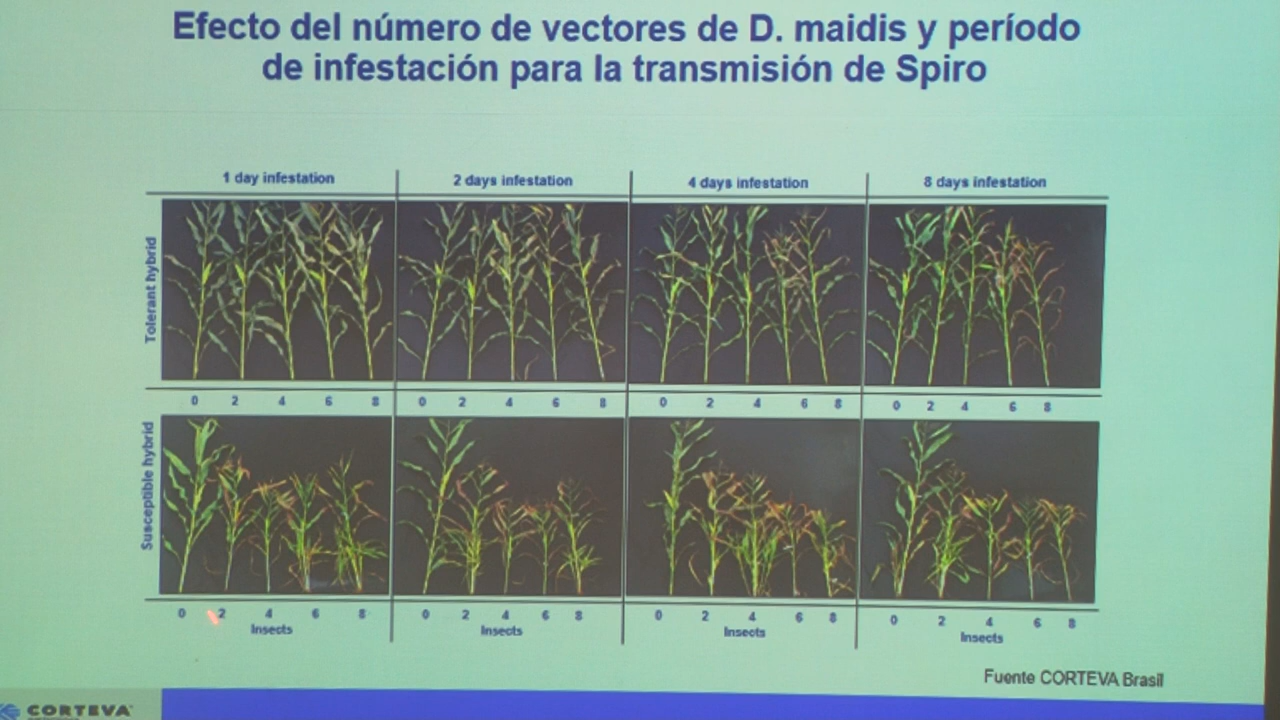 Efecto del número de vectores de D. maidis y período
de infestación para la transmisión de Spiro
1 day infestation
2 days infestation
4 days infestation
8 days infestation
Tolerant hybrid
0 2 4 6 8
0 2 4 6 8
0 2 4 6 8
0 2 4 6 8
Susceptible hybrid
0 2 4 6 8
Insects
0 2 4 6 8
Insects
0 2 4 6 8
Insects
0 2 4 6 8
Insects
Fuente CORTEVA Brasil
CORTEVA